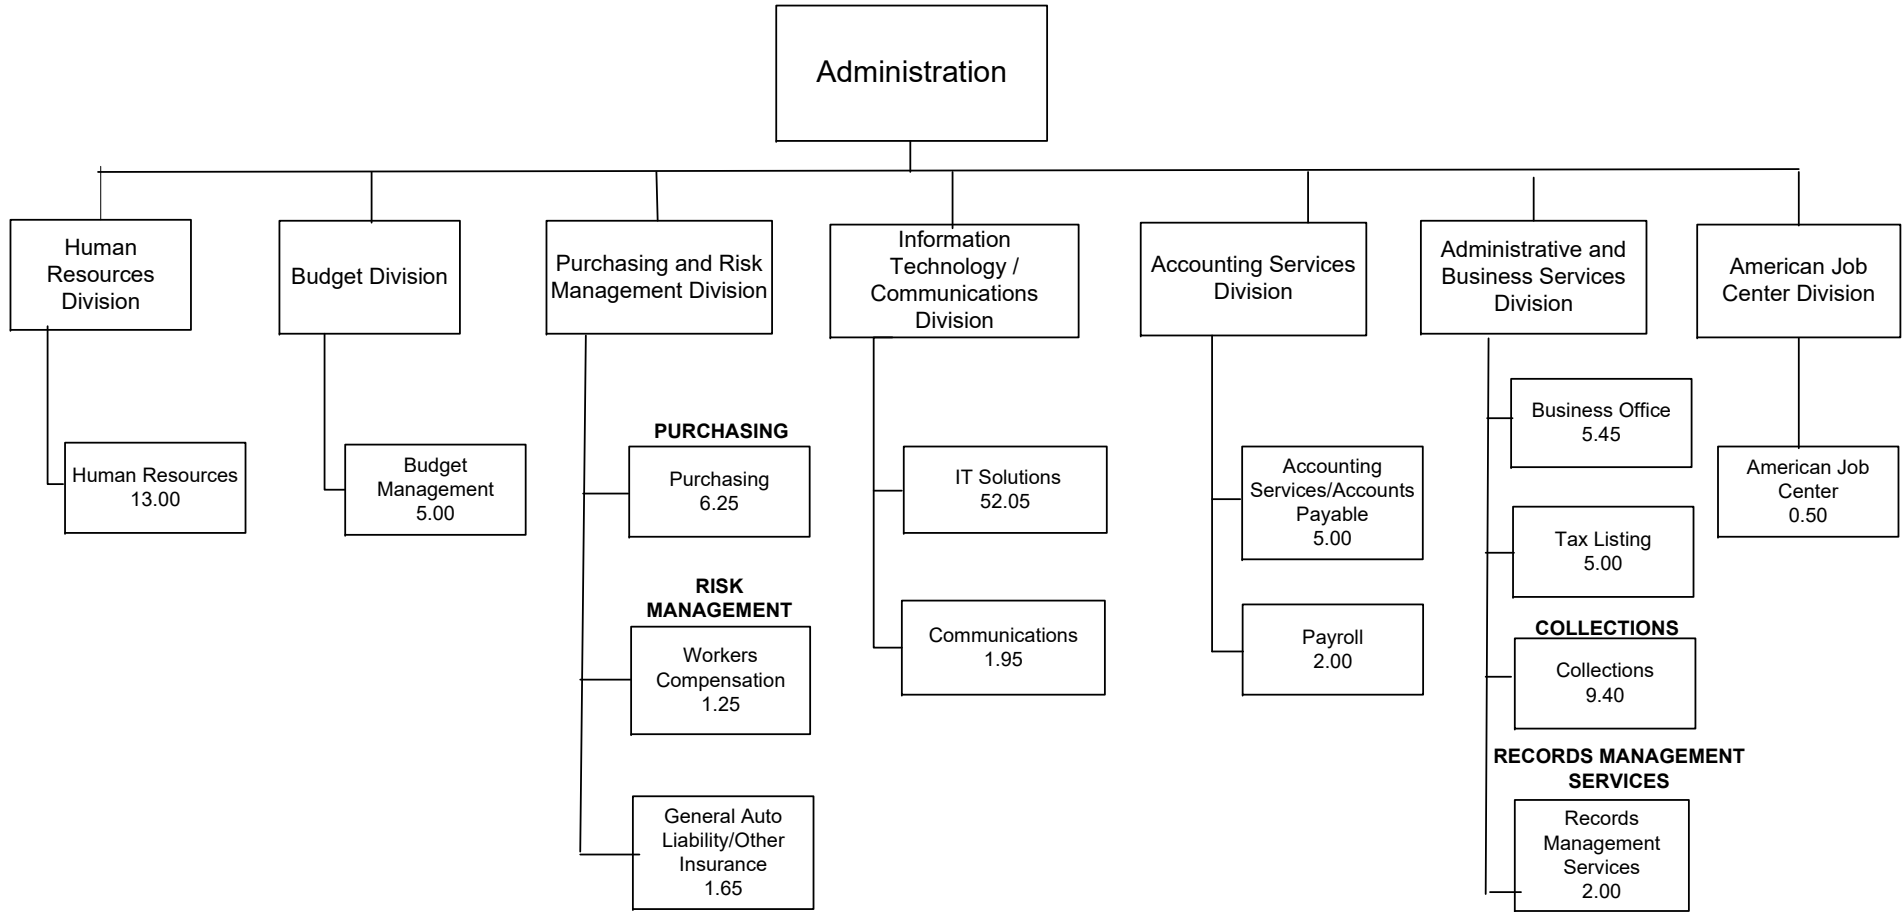 Administration
Human
Resources
Division
Budget Division
Purchasing and Risk
Management Division
Information
Technology /
Communications
Division
Accounting Services
Division
Administrative and
Business Services
Division
American Job
Center Division
Human Resources
13.00
Budget
Management
5.00
PURCHASING
Purchasing
6.25
RISK
MANAGEMENT
Workers
Compensation
1.25
General Auto
Liability/Other
Insurance
1.65
IT Solutions
52.05
Communications
1.95
Accounting
Services/Accounts
Payable
5.00
Payroll
2.00
Business Office
5.45
Tax Listing
5.00
COLLECTIONS
Collections
9.40
RECORDS MANAGEMENT
SERVICES
Records
Management
Services
2.00
American Job
Center
0.50